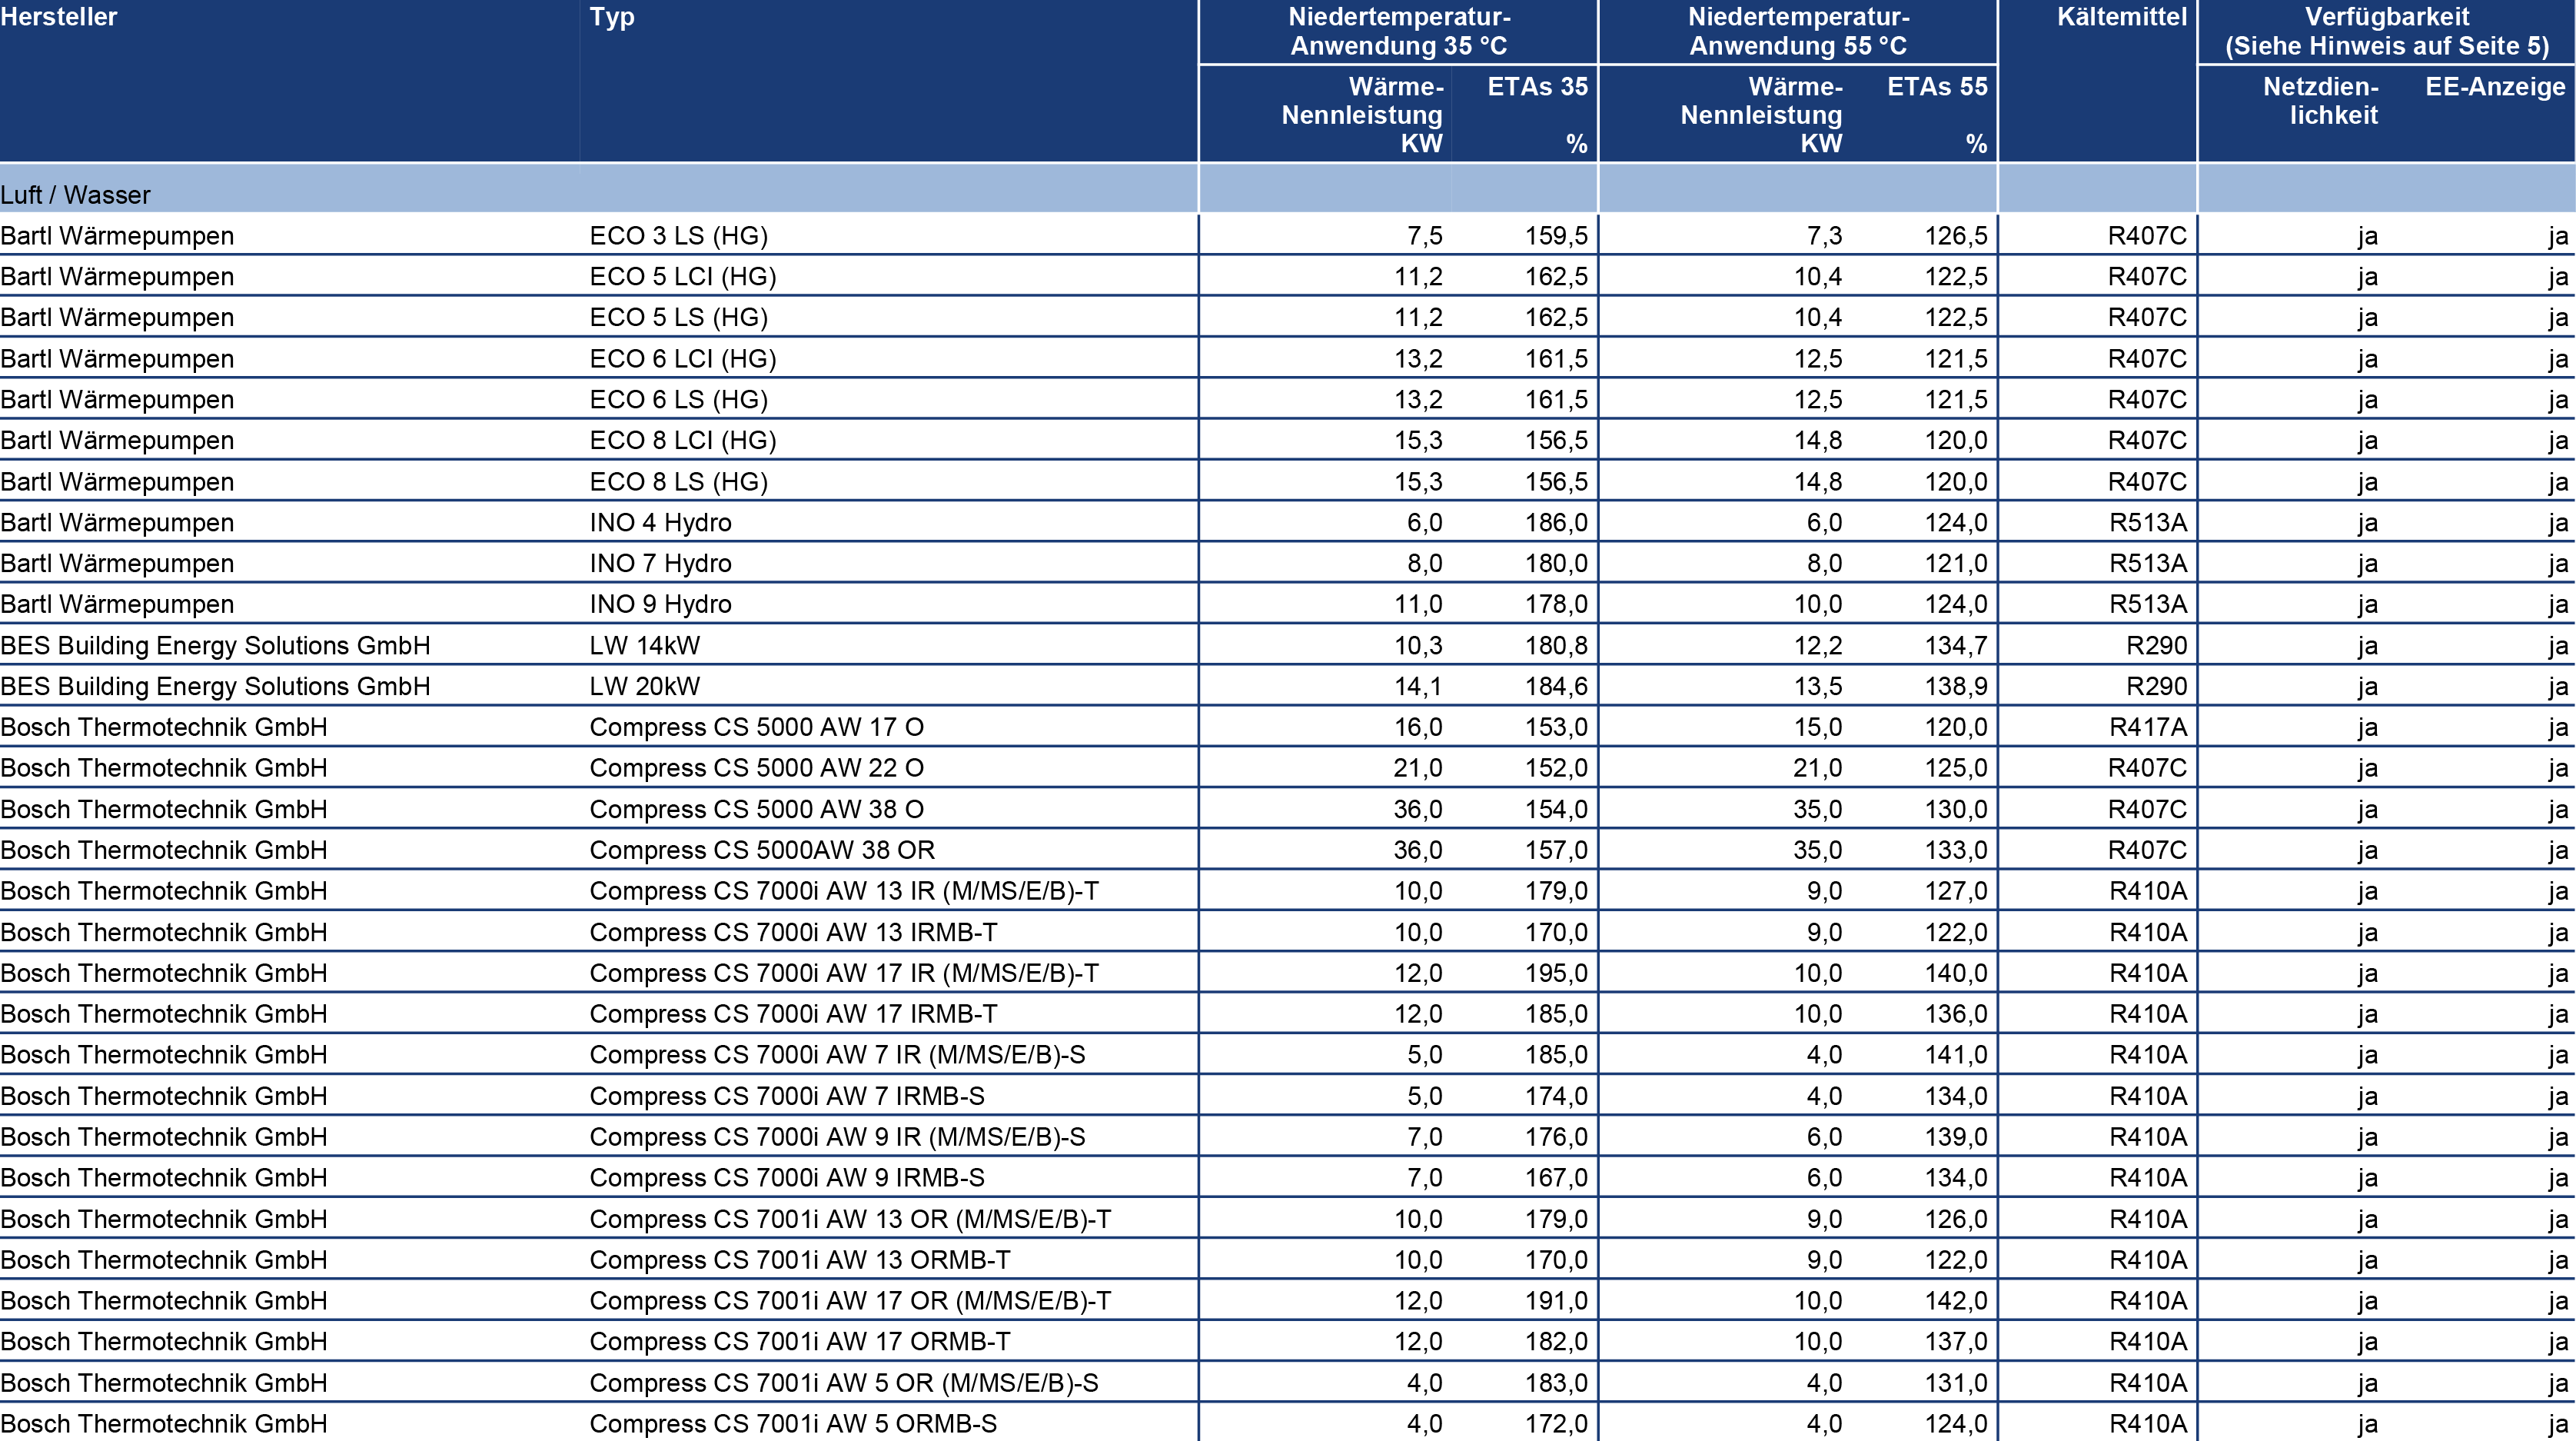 Hersteller Typ Niedertemperatur- Niedertemperatur- Kältemittel Verfügbarkeit
Anwendung 35 °C Anwendung 55 °C (Siehe Hinweis auf Seite 5)
Wärme- ETAs 35 Wärme- ETAs 55 Netzdien- EE-Anzeige
Nennleistung Nennleistung lichkeit
KW % KW %
Luft / Wasser
Bartl Wärmepumpen ECO 3 LS (HG) 7,5 159,5 7,3 126,5 R407C ja ja
Bartl Wärmepumpen ECO 5 LCI (HG) 11,2 162,5 10,4 122,5 R407C ja ja
Bartl Wärmepumpen ECO 5 LS (HG) 11,2 162,5 10,4 122,5 R407C ja ja
Bartl Wärmepumpen ECO 6 LCI (HG) 13,2 161,5 12,5 121,5 R407C ja ja
Bartl Wärmepumpen ECO 6 LS (HG) 13,2 161,5 12,5 121,5 R407C ja ja
Bartl Wärmepumpen ECO 8 LCI (HG) 15,3 156,5 14,8 120,0 R407C ja ja
Bartl Wärmepumpen ECO 8 LS (HG) 15,3 156,5 14,8 120,0 R407C ja ja
Bartl Wärmepumpen INO 4 Hydro 6,0 186,0 6,0 124,0 R513A ja ja
Bartl Wärmepumpen INO 7 Hydro 8,0 180,0 8,0 121,0 R513A ja ja
Bartl Wärmepumpen INO 9 Hydro 11,0 178,0 10,0 124,0 R513A ja ja
BES Building Energy Solutions GmbH LW 14kW 10,3 180,8 12,2 134,7 R290 ja ja
BES Building Energy Solutions GmbH LW 20kW 14,1 184,6 13,5 138,9 R290 ja ja
Bosch Thermotechnik GmbH Compress CS 5000 AW 17 O 16,0 153,0 15,0 120,0 R417A ja ja
Bosch Thermotechnik GmbH Compress CS 5000 AW 22 O 21,0 152,0 21,0 125,0 R407C ja ja
Bosch Thermotechnik GmbH Compress CS 5000 AW 38 O 36,0 154,0 35,0 130,0 R407C ja ja
Bosch Thermotechnik GmbH Compress CS 5000AW 38 OR 36,0 157,0 35,0 133,0 R407C ja ja
Bosch Thermotechnik GmbH Compress CS 7000i AW 13 IR (M/MS/E/B)-T 10,0 179,0 9,0 127,0 R410A ja ja
Bosch Thermotechnik GmbH Compress CS 7000i AW 13 IRMB-T 10,0 170,0 9,0 122,0 R410A ja ja
Bosch Thermotechnik GmbH Compress CS 7000i AW 17 IR (M/MS/E/B)-T 12,0 195,0 10,0 140,0 R410A ja ja
Bosch Thermotechnik GmbH Compress CS 7000i AW 17 IRMB-T 12,0 185,0 10,0 136,0 R410A ja ja
Bosch Thermotechnik GmbH Compress CS 7000i AW 7 IR (M/MS/E/B)-S 5,0 185,0 4,0 141,0 R410A ja ja
Bosch Thermotechnik GmbH Compress CS 7000i AW 7 IRMB-S 5,0 174,0 4,0 134,0 R410A ja ja
Bosch Thermotechnik GmbH Compress CS 7000i AW 9 IR (M/MS/E/B)-S 7,0 176,0 6,0 139,0 R410A ja ja
Bosch Thermotechnik GmbH Compress CS 7000i AW 9 IRMB-S 7,0 167,0 6,0 134,0 R410A ja ja
Bosch Thermotechnik GmbH Compress CS 7001i AW 13 OR (M/MS/E/B)-T 10,0 179,0 9,0 126,0 R410A ja ja
Bosch Thermotechnik GmbH Compress CS 7001i AW 13 ORMB-T 10,0 170,0 9,0 122,0 R410A ja ja
Bosch Thermotechnik GmbH Compress CS 7001i AW 17 OR (M/MS/E/B)-T 12,0 191,0 10,0 142,0 R410A ja ja
Bosch Thermotechnik GmbH Compress CS 7001i AW 17 ORMB-T 12,0 182,0 10,0 137,0 R410A ja ja
Bosch Thermotechnik GmbH Compress CS 7001i AW 5 OR (M/MS/E/B)-S 4,0 183,0 4,0 131,0 R410A ja ja
Bosch Thermotechnik GmbH Compress CS 7001i AW 5 ORMB-S 4,0 172,0 4,0 124,0 R410A ja ja